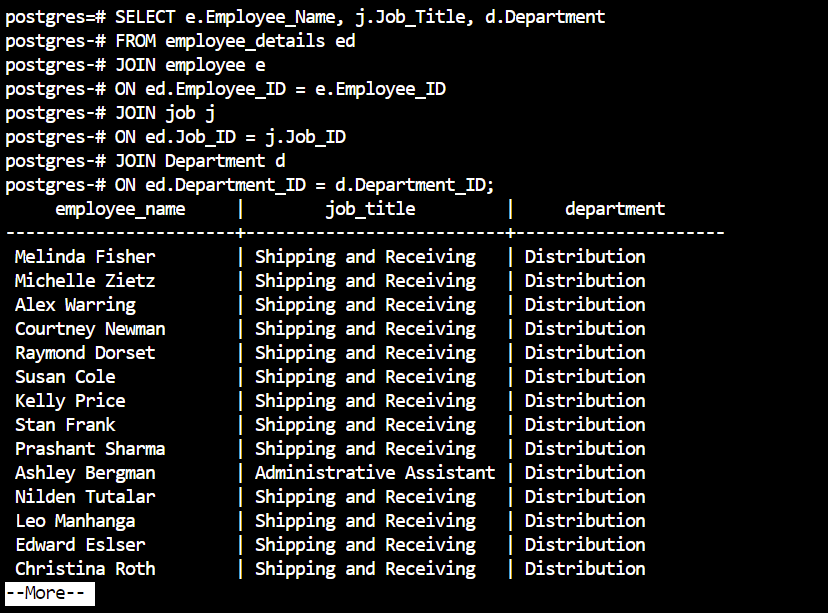 postgres=# SELECT e.Employee_Name, j.Job_Title, d.Department
postgres-# FROM employee_details ed
postgres-# JOIN employee e
postgres-# ON ed.Employee_ID = e.Employee_ID
postgres-# JOIN job j
postgres-# ON ed.Job_ID = j.Job_ID
postgres-# JOIN Department d
postgres-# ON ed.Department_ID = d.Department_ID;
     employee_name     |        job_title         |     department
-----------------------+--------------------------+---------------------
 Melinda Fisher        | Shipping and Receiving   | Distribution
 Michelle Zietz        | Shipping and Receiving   | Distribution
 Alex Warring          | Shipping and Receiving   | Distribution
 Courtney Newman       | Shipping and Receiving   | Distribution
 Raymond Dorset        | Shipping and Receiving   | Distribution
 Susan Cole            | Shipping and Receiving   | Distribution
 Kelly Price           | Shipping and Receiving   | Distribution
 Stan Frank            | Shipping and Receiving   | Distribution
 Prashant Sharma       | Shipping and Receiving   | Distribution
 Ashley Bergman        | Administrative Assistant | Distribution
 Nilden Tutalar        | Shipping and Receiving   | Distribution
 Leo Manhanga          | Shipping and Receiving   | Distribution
 Edward Eslser         | Shipping and Receiving   | Distribution
 Christina Roth        | Shipping and Receiving   | Distribution
--More--